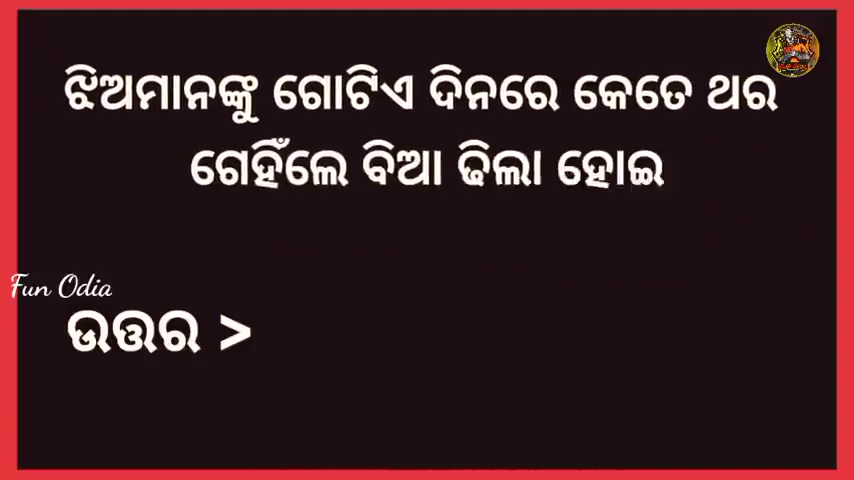 ଝିଅମାନଙ୍କୁ ଗୋଟିଏ ଦିନରେ କେତେ ଥର
ଗେହିଁଲେ ବିଆ ଢିଲା ହୋଇ
Fun Odia
ଉତ୍ତର >